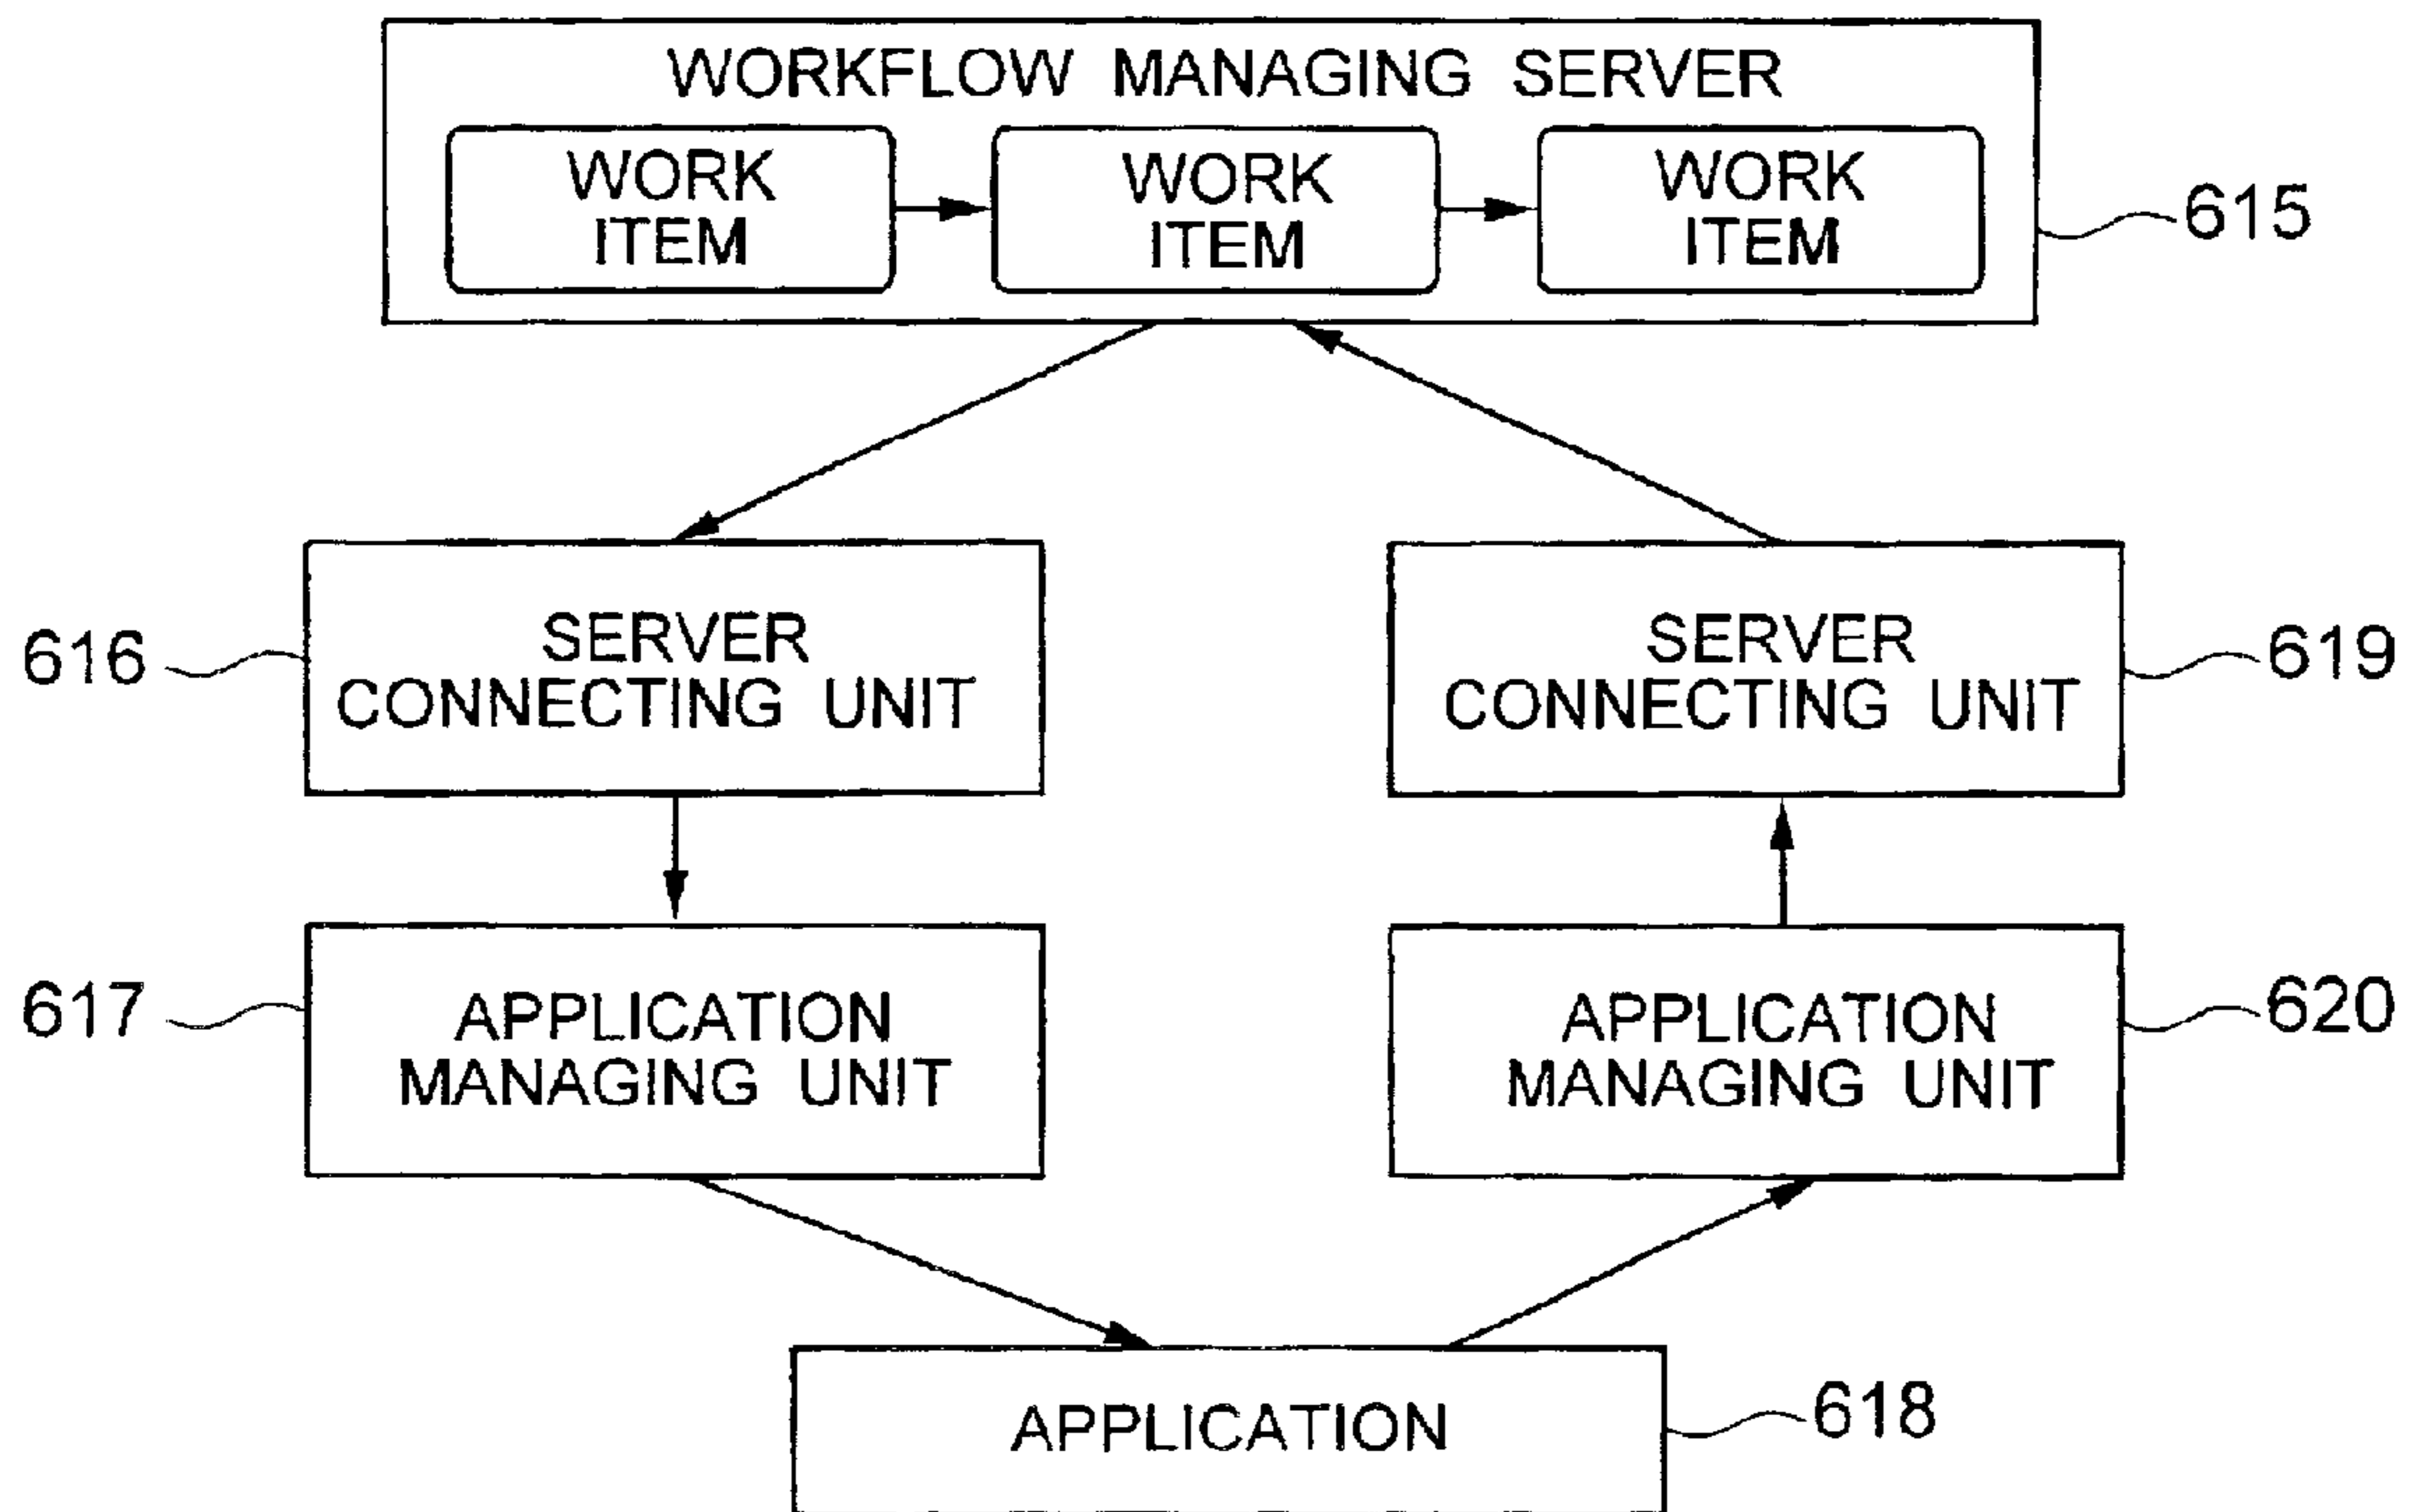 WORKFLOW MANAGING SERVER
WORK
ITEM
WORK
ITEM
WORK
ITEM
615
616
SERVER
CONNECTING UNIT
SERVER
CONNECTING UNIT
619
617
APPLICATION
MANAGING UNIT
APPLICATION
MANAGING UNIT
620
APPLICATION
618